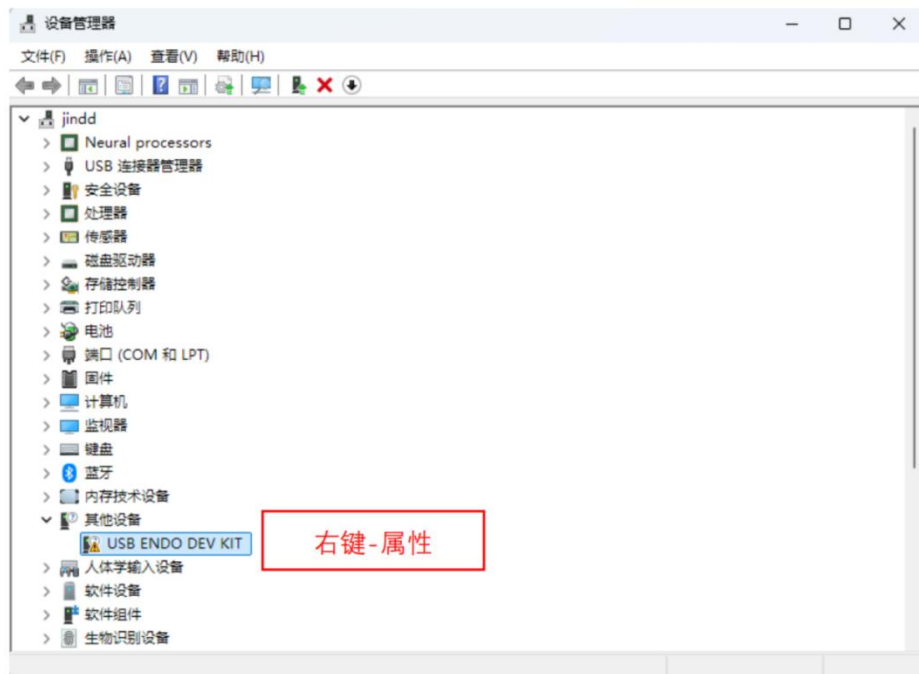 设备管理器
文件(F) 操作(A) 查看(V) 帮助(H)
jindd
Neural processors
USB 连接器管理器
安全设备
处理器
传感器
磁盘驱动器
存储控制器
打印队列
电池
端口 (COM 和 LPT)
固件
计算机
监视器
键盘
蓝牙
内存技术设备
其他设备
USB ENDO DEV KIT
右键-属性
人体学输入设备
软件设备
软件组件
生物识别设备